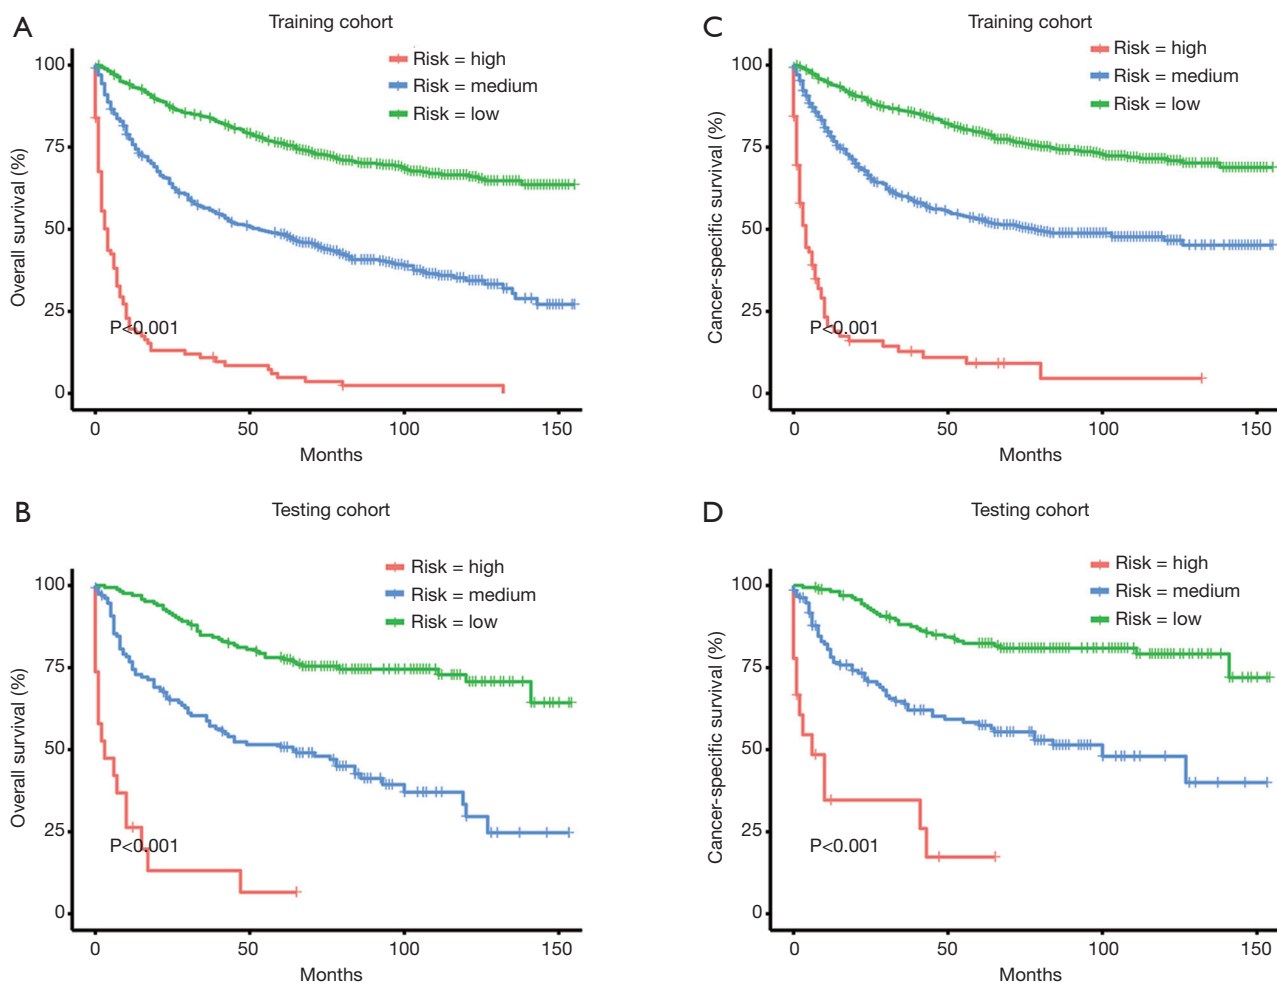 A
Training cohort
Risk = high
Risk = medium
Risk = low
Overall survival (%)
100
75
50
25
0
P<0.001
0 50 100 150
Months
C
Training cohort
Risk = high
Risk = medium
Risk = low
Cancer-specific survival (%)
100
75
50
25
0
P<0.001
0 50 100 150
Months
B
Testing cohort
Risk = high
Risk = medium
Risk = low
Overall survival (%)
100
75
50
25
0
P<0.001
0 50 100 150
Months
D
Testing cohort
Risk = high
Risk = medium
Risk = low
Cancer-specific survival (%)
100
75
50
25
0
P<0.001
0 50 100 150
Months